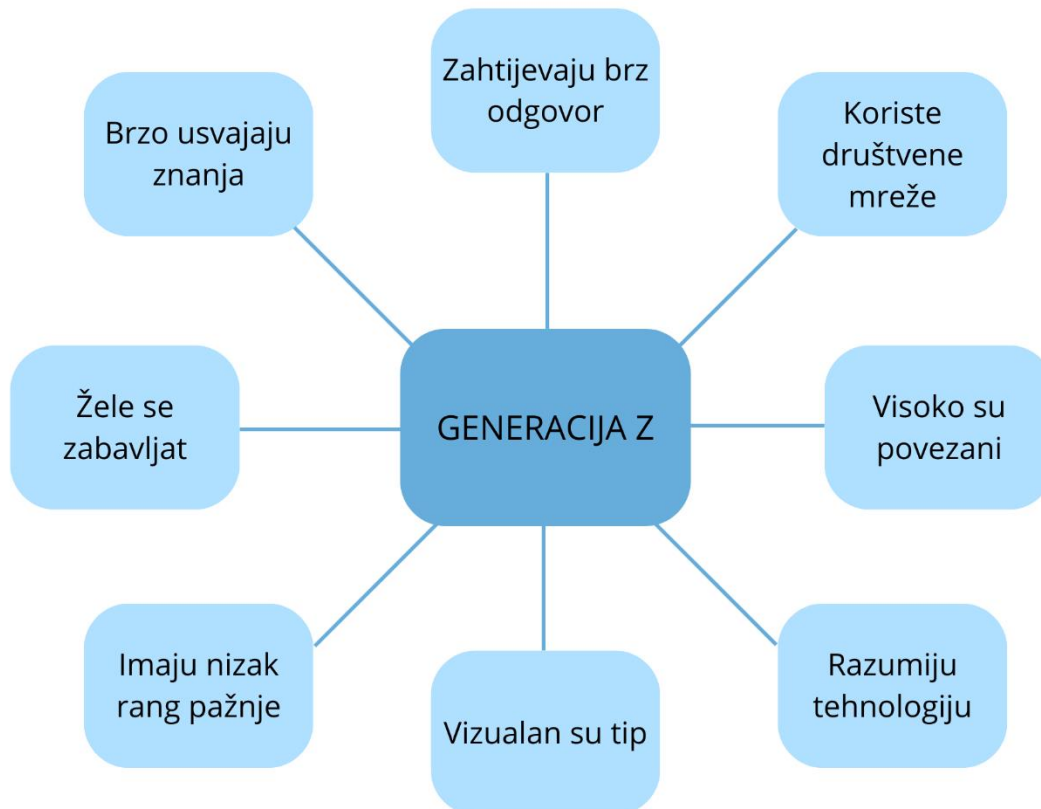 Zahtijevaju brz
odgovor
Brzo usvajaju
znanja
Koriste
društvene
mreže
Žele se
zabavljat
GENERACIJA Z
Visoko su
povezani
Imaju nizak
rang pažnje
Vizualan su tip
Razumiju
tehnologiju